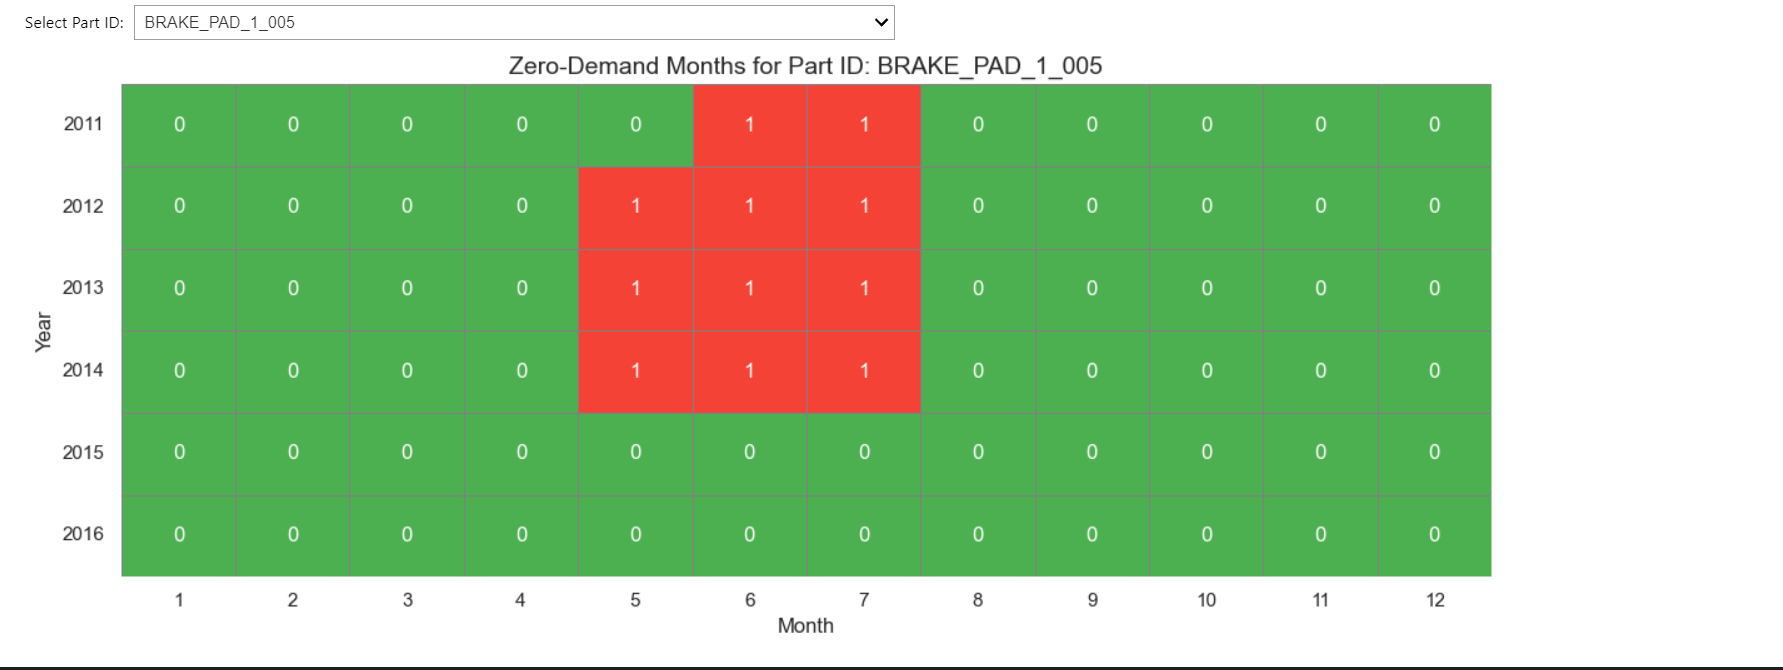 Select Part ID: BRAKE_PAD_1_005
Zero-Demand Months for Part ID: BRAKE_PAD_1_005
2011 0 0 0 0 0 1 1 0 0 0 0 0
2012 0 0 0 0 1 1 1 0 0 0 0 0
2013 0 0 0 0 1 1 1 0 0 0 0 0
Year
2014 0 0 0 0 1 1 1 0 0 0 0 0
2015 0 0 0 0 0 0 0 0 0 0 0 0
2016 0 0 0 0 0 0 0 0 0 0 0 0
1 2 3 4 5 6 7 8 9 10 11 12
Month